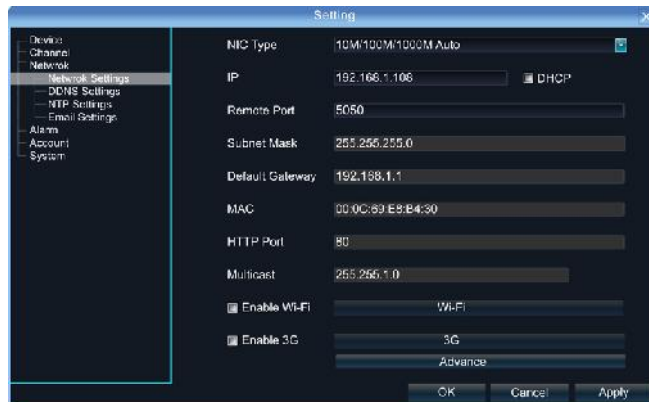 Setting
X
Device
Channel
Netwrok
Netwrok Settings
DDNS Settings
NTP Settings
Email Settings
Alarm
Account
System
NIC Type 10M/100M/1000M Auto
IP 192.168.1.108 DHCP
Remote Port 5050
Subnet Mask 255.255.255.0
Default Gateway 192.168.1.1
MAC 00:0C:69:E8:B4:30
HTTP Port 80
Multicast 255.255.1.0
Enable Wi-Fi Wi-Fi
Enable 3G 3G
Advance
OK Cancel Apply